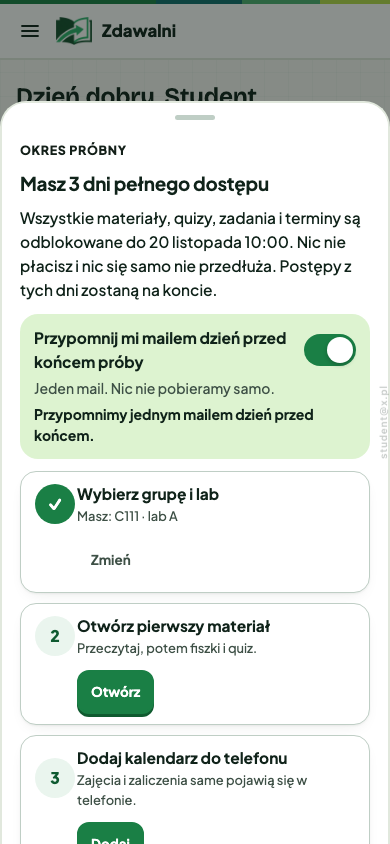 Zdawalni
Dzień dobry, Student
OKRES PRÓBNY
Masz 3 dni pełnego dostępu
Wszystkie materiały, quizy, zadania i terminy są
odblokowane do 20 listopada 10:00. Nic nie
płacisz i nic się samo nie przedłuża. Postępy z
tych dni zostaną na koncie.
Przypomnij mi mailem dzień przed
końcem próby
Jeden mail. Nic nie pobieramy samo.
Przypomnimy jednym mailem dzień przed
końcem.
student@x.pl
Wybierz grupę i lab
Masz: C111 · lab A
Zmień
2
Otwórz pierwszy materiał
Przeczytaj, potem fiszki i quiz.
Otwórz
3
Dodaj kalendarz do telefonu
Zajęcia i zaliczenia same pojawią się w
telefonie.
Dodaj